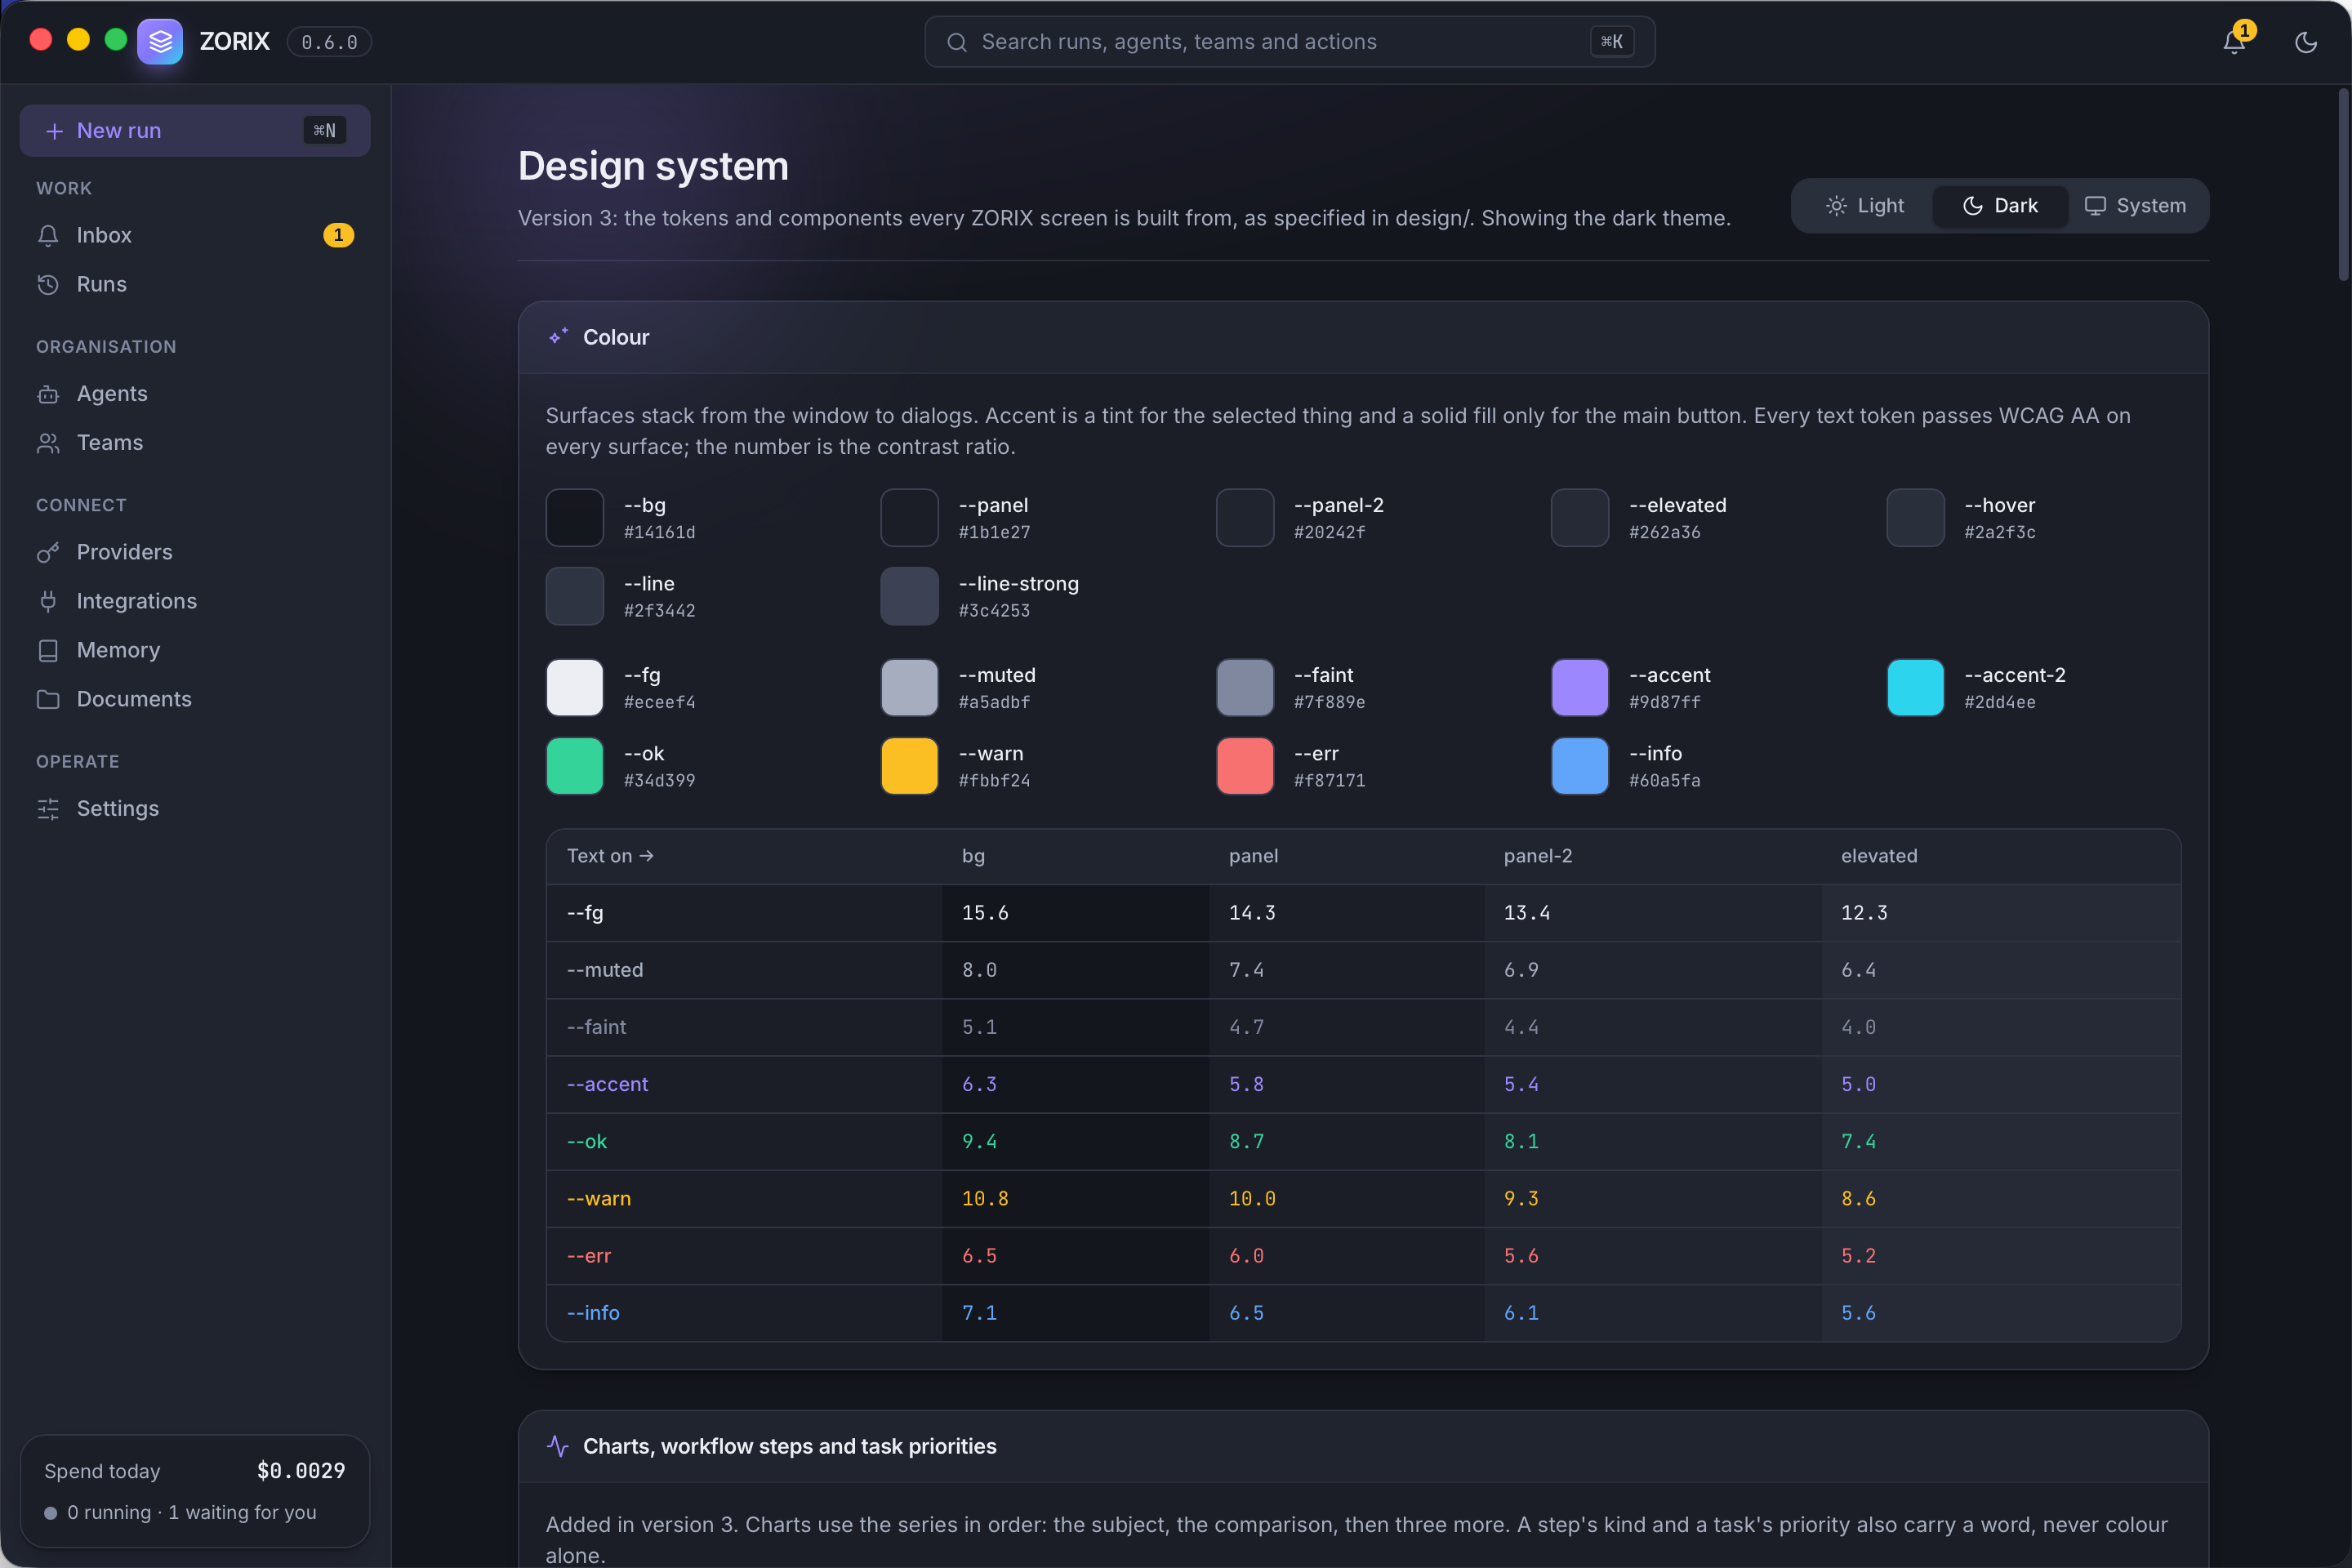 ZORIX 0.6.0
Search runs, agents, teams and actions ⌘K
1
New run ⌘N
WORK
Inbox 1
Runs
ORGANISATION
Agents
Teams
CONNECT
Providers
Integrations
Memory
Documents
OPERATE
Settings
Spend today $0.0029
0 running · 1 waiting for you
Design system
Version 3: the tokens and components every ZORIX screen is built from, as specified in design/. Showing the dark theme.
Light Dark System
Colour
Surfaces stack from the window to dialogs. Accent is a tint for the selected thing and a solid fill only for the main button. Every text token passes WCAG AA on
every surface; the number is the contrast ratio.
--bg --panel --panel-2 --elevated --hover
#14161d #1b1e27 #20242f #262a36 #2a2f3c
--line --line-strong
#2f3442 #3c4253
--fg --muted --faint --accent --accent-2
#eceef4 #a5adbf #7f889e #9d87ff #2dd4ee
--ok --warn --err --info
#34d399 #fbbf24 #f87171 #60a5fa
Text on → bg panel panel-2 elevated
--fg 15.6 14.3 13.4 12.3
--muted 8.0 7.4 6.9 6.4
--faint 5.1 4.7 4.4 4.0
--accent 6.3 5.8 5.4 5.0
--ok 9.4 8.7 8.1 7.4
--warn 10.8 10.0 9.3 8.6
--err 6.5 6.0 5.6 5.2
--info 7.1 6.5 6.1 5.6
Charts, workflow steps and task priorities
Added in version 3. Charts use the series in order: the subject, the comparison, then three more. A step's kind and a task's priority also carry a word, never colour
alone.